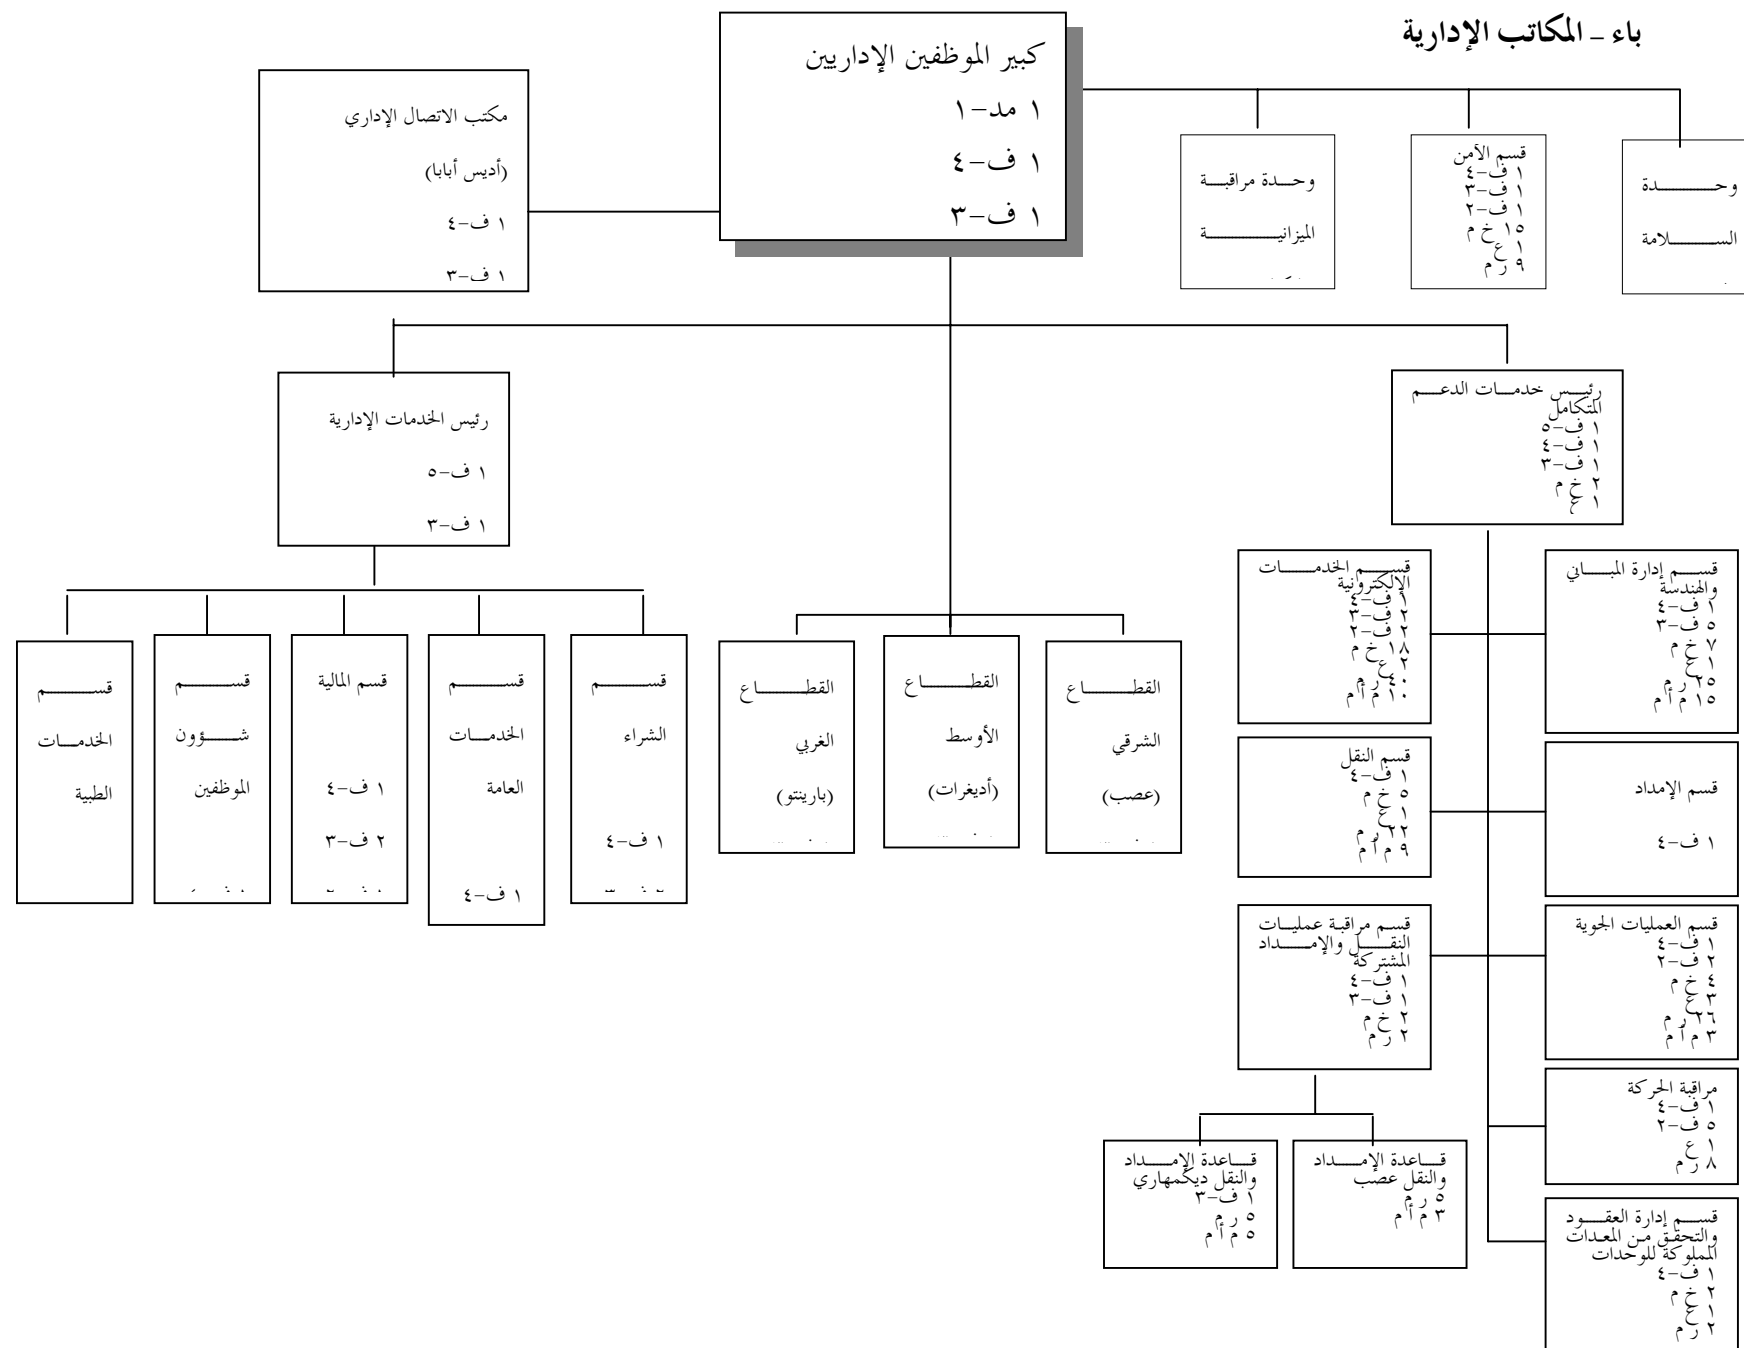 باء - المكاتب الإدارية
كبير الموظفين الإداريين
١ مد-١
١ ف-٤
١ ف-٣
مكتب الاتصال الإداري
(أديس أبابا)
١ ف-٤
١ ف-٣
وحدة
السلامة
قسم الأمن
١ ف-٤
١ ف-٣
١ ف-٢
١٥ خ م
١ ع
٩ ر م
وحدة مراقبة
الميزانية
رئيس خدمات الدعم
المتكامل
١ ف-٥
١ ف-٤
١ ف-٣
٢ خ م
١ ع
رئيس الخدمات الإدارية
١ ف-٥
١ ف-٣
قسم إدارة المباني
والهندسة
١ ف-٤
٥ ف-٣
٧ خ م
١ ع
٦٥ ر م
١٥ م أ م
قسم الخدمات
الإلكترونية
١ ف-٤
٢ ف-٣
٢ ف-٢
١٨ خ م
٢ ع
٤٠ ر م
١٠ م أ م
قسم الإمداد
١ ف-٤
قسم النقل
١ ف-٤
٥ خ م
١ ع
٢٢ ر م
٩ م أ م
قسم العمليات الجوية
١ ف-٤
٢ ف-٢
٤ خ م
٣ ع
٢٦ ر م
٣ م أ م
قسم مراقبة عمليات
النقل والإمداد
المشتركة
١ ف-٤
١ ف-٣
٢ خ م
٢ ر م
مراقبة الحركة
١ ف-٤
٥ ف-٢
١ ع
٨ ر م
قسم إدارة العقود
والتحقق من المعدات
المملوكة للوحدات
١ ف-٤
٢ خ م
١ ع
٢ ر م
قاعدة الإمداد
والنقل عصب
٥ ر م
٣ م أ م
قاعدة الإمداد
والنقل ديكمهاري
١ ف-٣
٥ ر م
٥ م أ م
القطاع
الشرقي
(عصب)
القطاع
الأوسط
(أديغرات)
القطاع
الغربي
(بارينتو)
قسم
الشراء
١ ف-٤
قسم
الخدمات
العامة
١ ف-٤
قسم المالية
١ ف-٤
٢ ف-٣
قسم
شؤون
الموظفين
قسم
الخدمات
الطبية